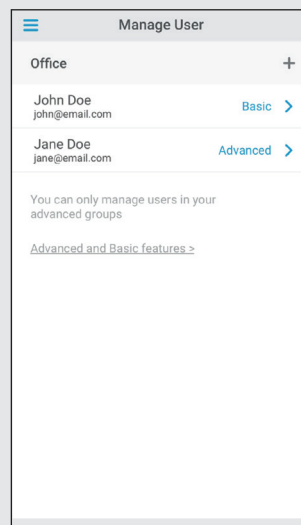 Manage User
Office
John Doe
john@email.com
Basic
Jane Doe
jane@email.com
Advanced
You can only manage users in your
advanced groups
Advanced and Basic features >